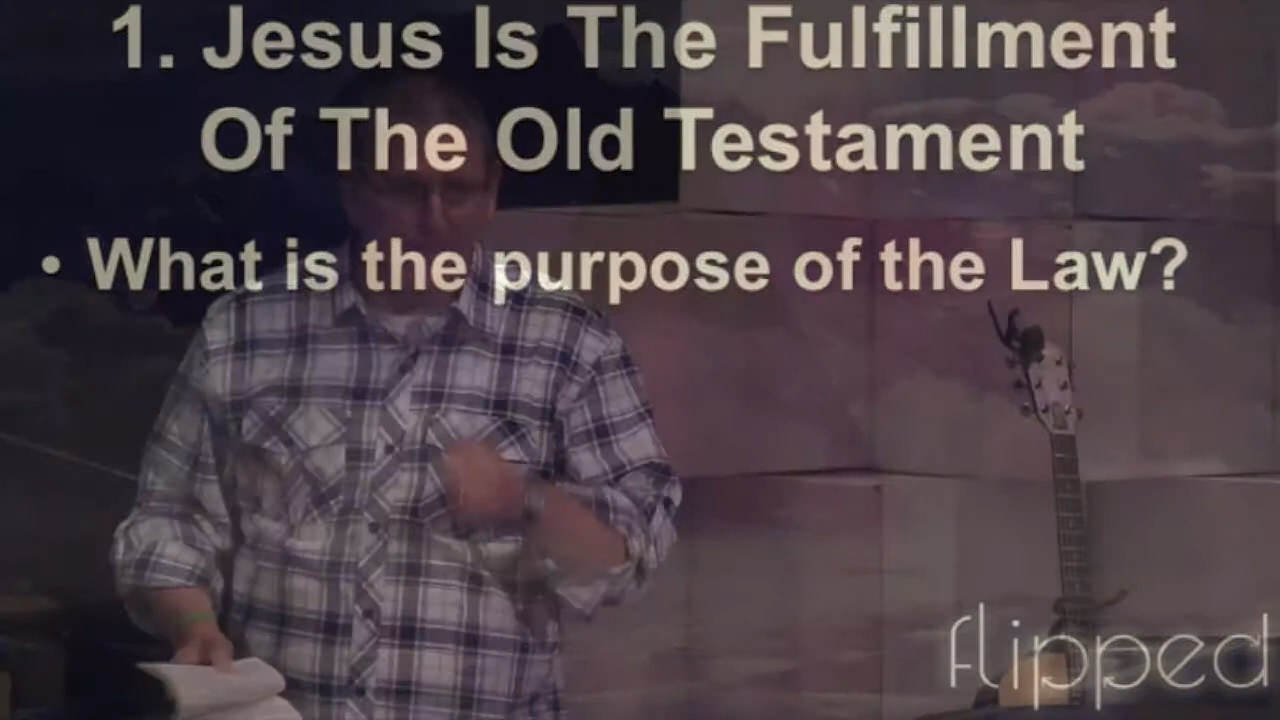 1. Jesus Is The Fulfillment
Of The Old Testament
• What is the purpose of the Law?
flipped